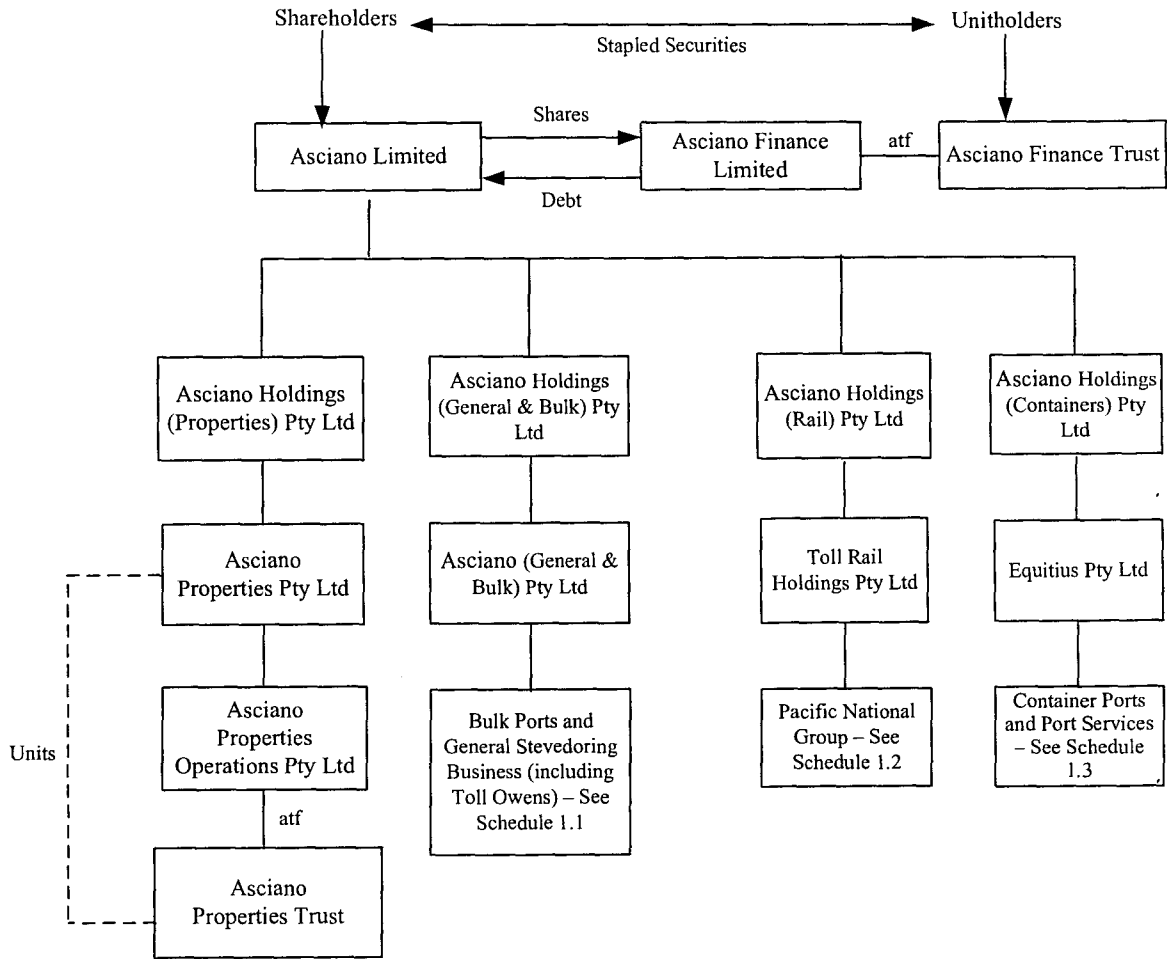 Shareholders
Stapled Securities
Unitholders
Asciano Limited
Shares
Debt
Asciano Finance
Limited
atf
Asciano Finance Trust
Asciano Holdings
(Properties) Pty Ltd
Asciano Holdings
(General & Bulk) Pty
Ltd
Asciano Holdings
(Rail) Pty Ltd
Asciano Holdings
(Containers) Pty
Ltd
Asciano
Properties Pty Ltd
Asciano (General &
Bulk) Pty Ltd
Toll Rail
Holdings Pty Ltd
Equitius Pty Ltd
Units
Asciano
Properties
Operations Pty Ltd
Bulk Ports and
General Stevedoring
Business (including
Toll Owens) – See
Schedule 1.1
Pacific National
Group – See
Schedule 1.2
Container Ports
and Port Services
– See Schedule
1.3
atf
Asciano
Properties Trust